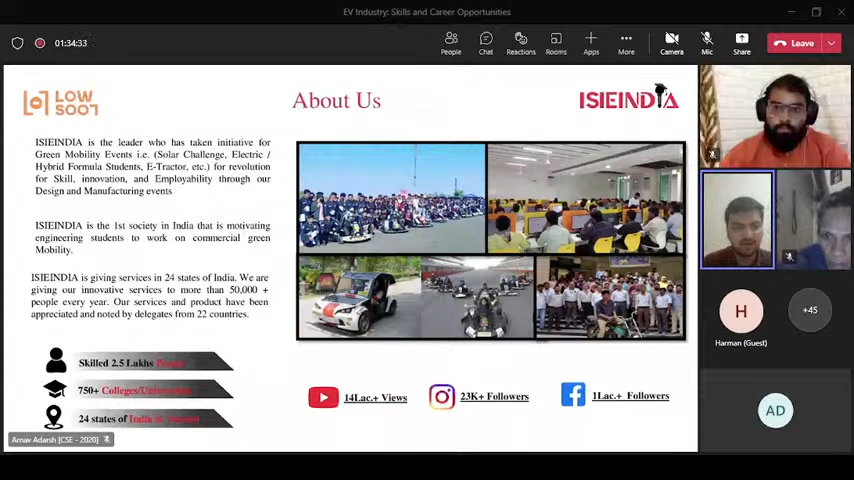 EV Industry: Skills and Career Opportunities
01:34:33
People
Chat
Reactions
Rooms
Apps
More
Camera
Mic
Share
Leave
LOW
About Us
ISIEINDIA
ISIEINDIA is the leader who has taken initiative for
Green Mobility Events i.e. (Solar Challenge, Electric /
Hybrid Formula Students, E-Tractor, etc.) for revolution
for Skill, innovation, and Employability through our
Design and Manufacturing events
ISIEINDIA is the 1st society in India that is motivating
engineering students to work on commercial green
Mobility.
ISIEINDIA is giving services in 24 states of India. We are
giving our innovative services to more than 50,000 +
people every year. Our services and product have been
appreciated and noted by delegates from 22 countries.
Skilled 2.5 Lakhs
750+ Colleges/
24 states of India
14Lac.+ Views
23K+ Followers
1Lac.+ Followers
Arnav Adarsh [CSE - 2020]
H
Harman (Guest)
+45
AD